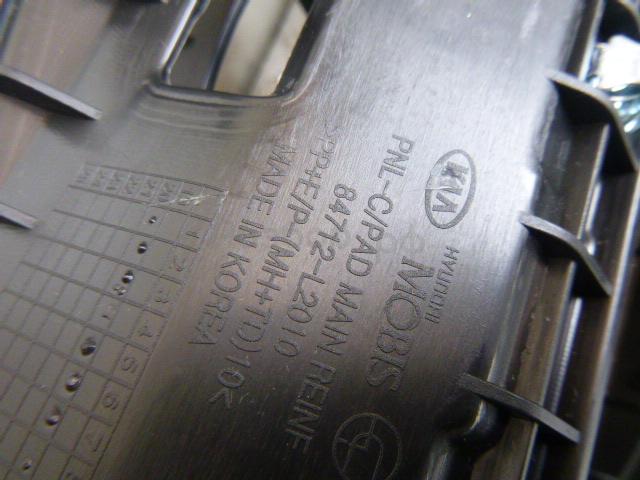 KIA
HYUNDAI MOBIS
PNL-C/PAD MAIN REINF
84712-L2010
>PP+E/P-(MH+TD)10<
MADE IN KOREA
1
2
3
4
5
6
7
8